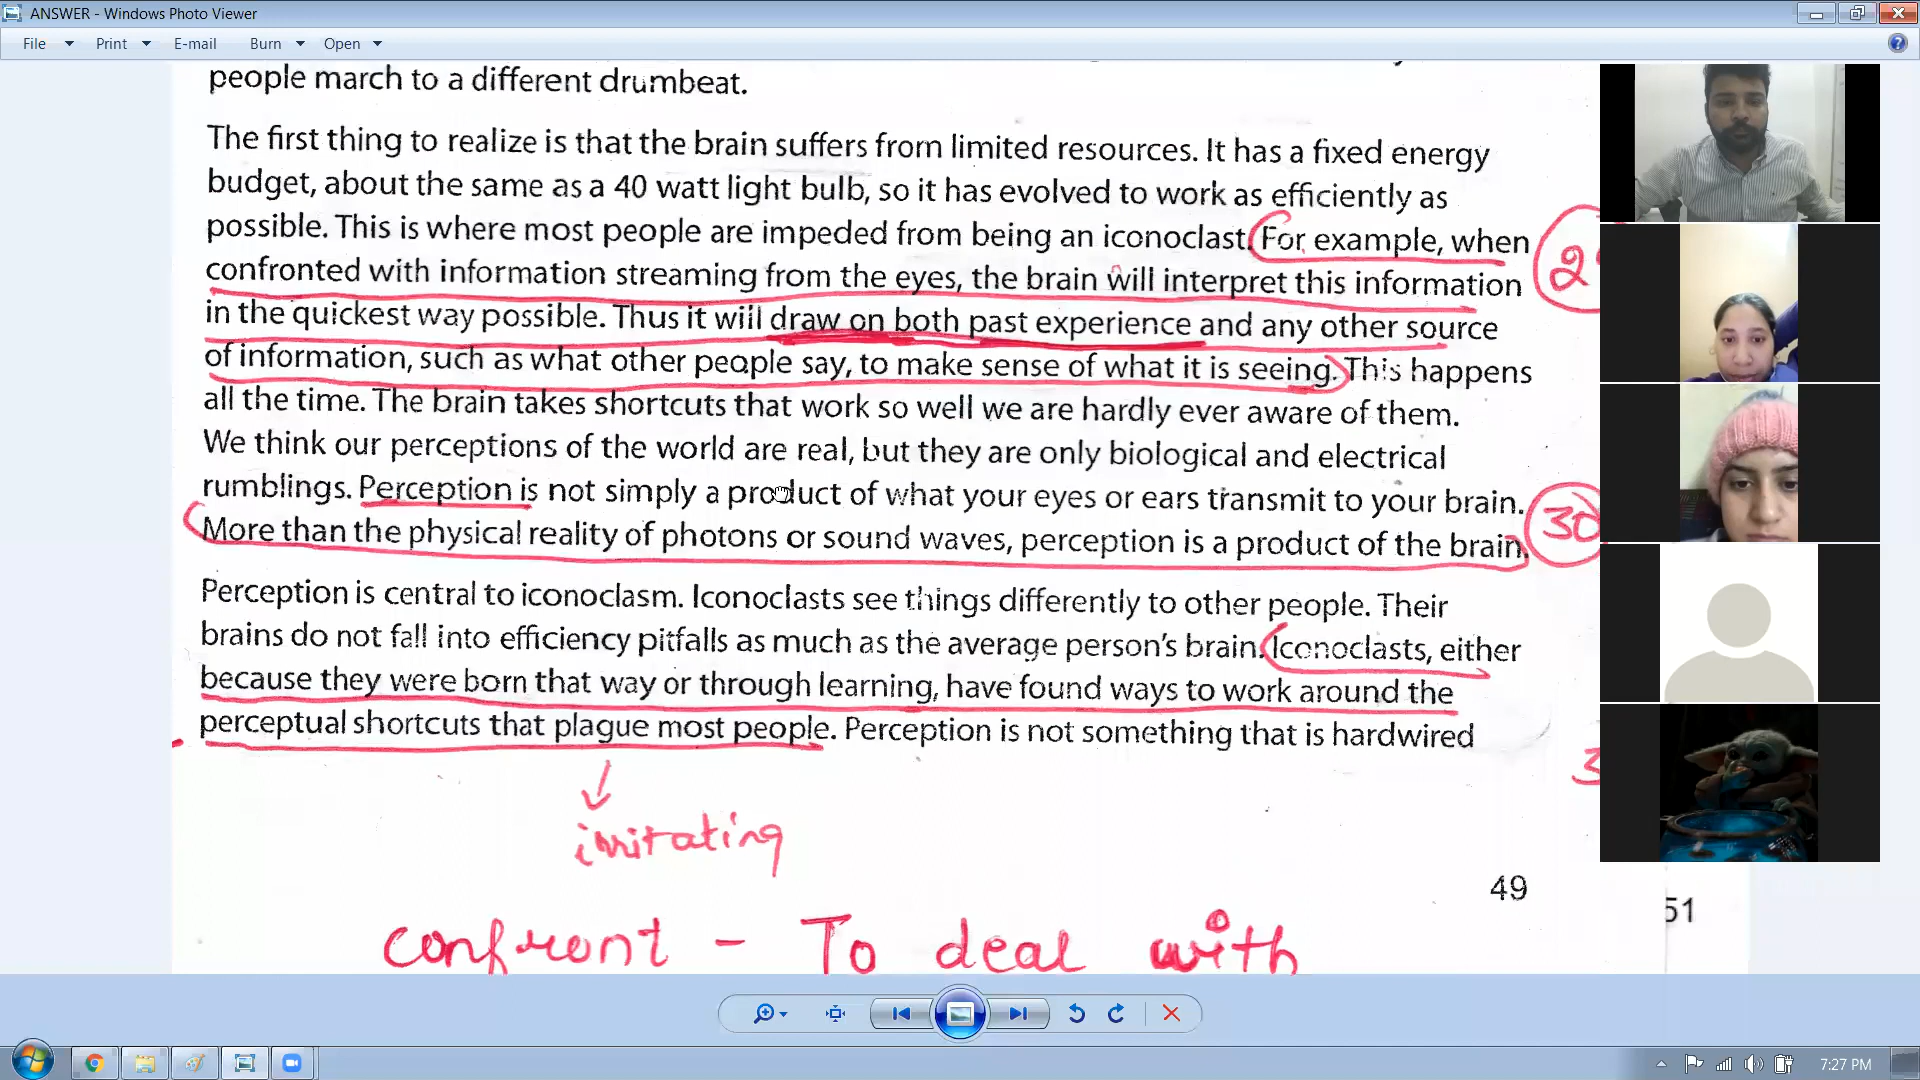 ANSWER - Windows Photo Viewer
File Print E-mail Burn Open
people march to a different drumbeat.
The first thing to realize is that the brain suffers from limited resources. It has a fixed energy
budget, about the same as a 40 watt light bulb, so it has evolved to work as efficiently as
possible. This is where most people are impeded from being an iconoclast. For example, when
confronted with information streaming from the eyes, the brain will interpret this information
in the quickest way possible. Thus it will draw on both past experience and any other source
of information, such as what other people say, to make sense of what it is seeing. This happens
all the time. The brain takes shortcuts that work so well we are hardly ever aware of them.
We think our perceptions of the world are real, but they are only biological and electrical
rumblings. Perception is not simply a product of what your eyes or ears transmit to your brain.
More than the physical reality of photons or sound waves, perception is a product of the brain.
30
Perception is central to iconoclasm. Iconoclasts see things differently to other people. Their
brains do not fall into efficiency pitfalls as much as the average person's brain. Iconoclasts, either
because they were born that way or through learning, have found ways to work around the
perceptual shortcuts that plague most people. Perception is not something that is hardwired
irritating
49
51
confront - To deal with
7:27 PM